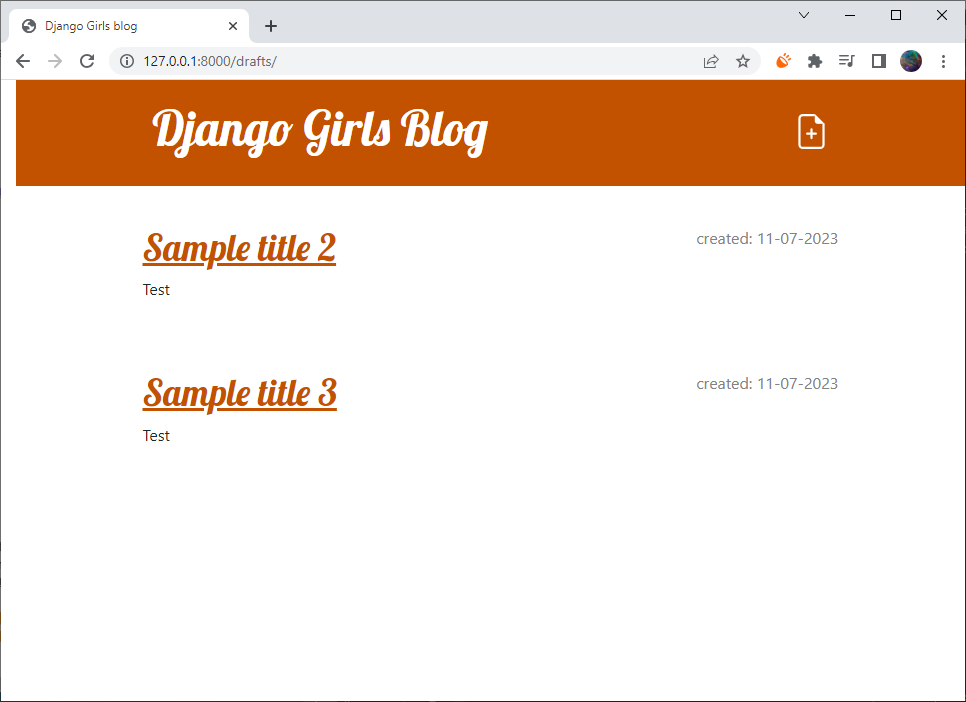 Django Girls blog
127.0.0.1:8000/drafts/
Django Girls Blog
Sample title 2
created: 11-07-2023
Test
Sample title 3
created: 11-07-2023
Test